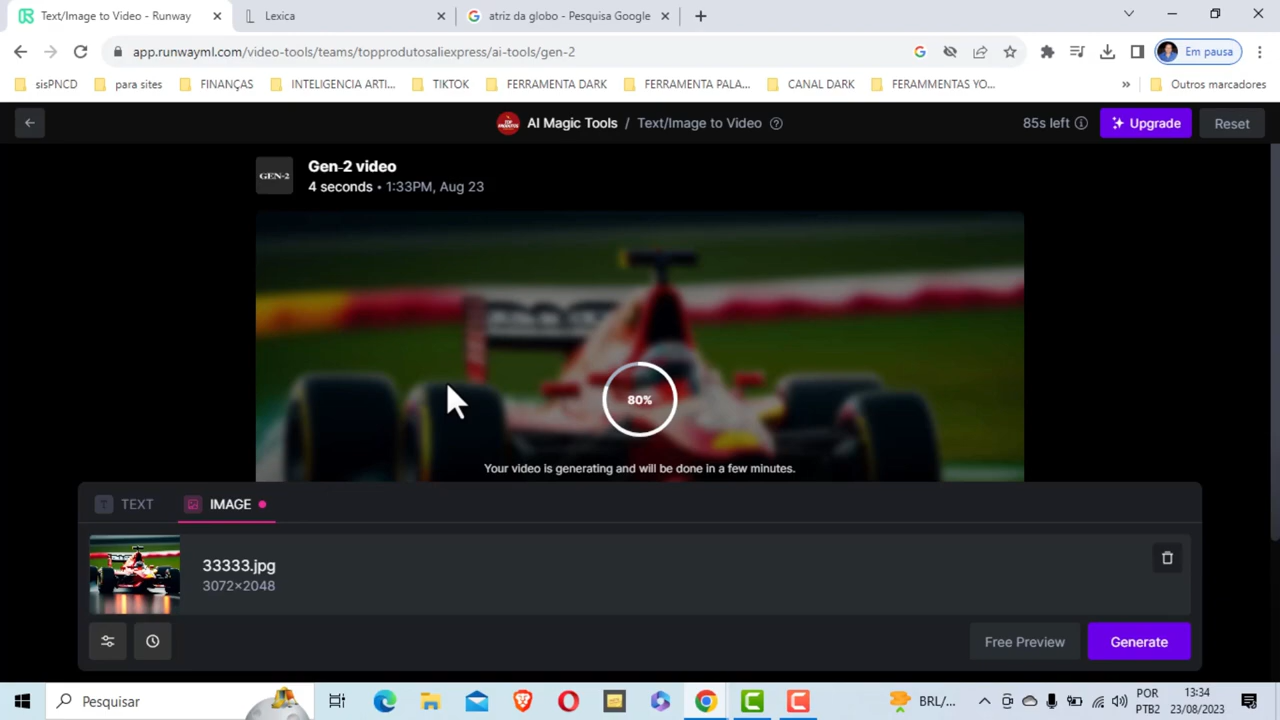 Text/Image to Video - Runway
Lexica
atriz da globo - Pesquisa Google
app.runwayml.com/video-tools/teams/topprodutosaliexpress/ai-tools/gen-2
Em pausa
sisPNCD
para sites
FINANÇAS
INTELIGENCIA ARTI...
TIKTOK
FERRAMENTA DARK
FERRAMENTA PALA...
CANAL DARK
FERAMMENTAS YO...
»
Outros marcadores
AI Magic Tools / Text/Image to Video
85s left
Upgrade
Reset
GEN-2
Gen-2 video
4 seconds • 1:33PM, Aug 23
80%
Your video is generating and will be done in a few minutes.
T TEXT
IMAGE
33333.jpg
3072×2048
Free Preview
Generate
Pesquisar
BRL/...
POR
PTB2
13:34
23/08/2023